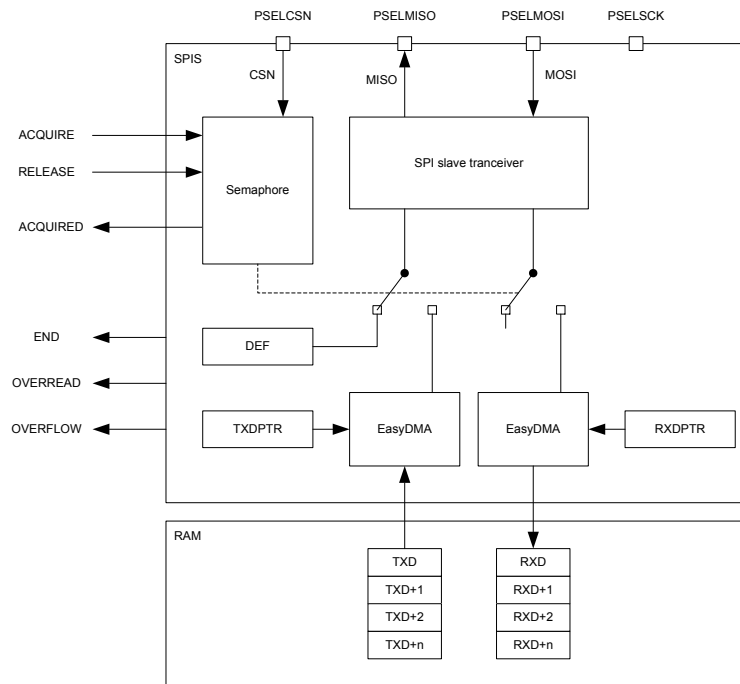 PSELCSN
PSELMISO
PSELMOSI
PSELSCK
SPIS
CSN
MISO
MOSI
ACQUIRE
RELEASE
ACQUIRED
Semaphore
SPI slave tranceiver
END
OVERREAD
OVERFLOW
DEF
TXDPTR
EasyDMA
EasyDMA
RXDPTR
RAM
TXD
TXD+1
TXD+2
TXD+n
RXD
RXD+1
RXD+2
RXD+n